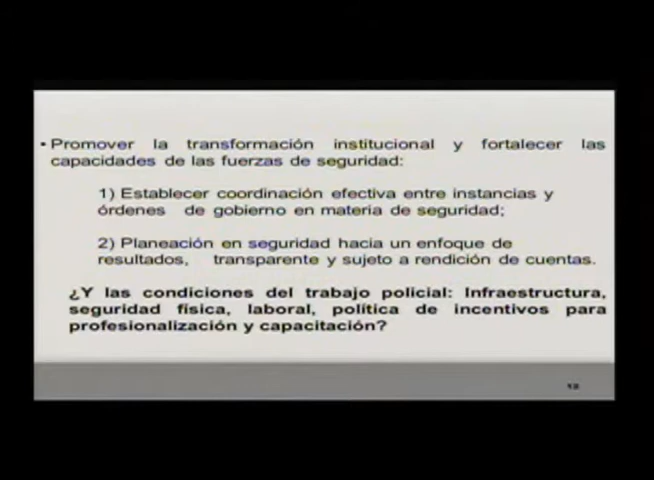 • Promover la transformación institucional y fortalecer las
capacidades de las fuerzas de seguridad:
1) Establecer coordinación efectiva entre instancias y
órdenes de gobierno en materia de seguridad;
2) Planeación en seguridad hacia un enfoque de
resultados, transparente y sujeto a rendición de cuentas.
¿Y las condiciones del trabajo policial: Infraestructura,
seguridad física, laboral, política de incentivos para
profesionalización y capacitación?